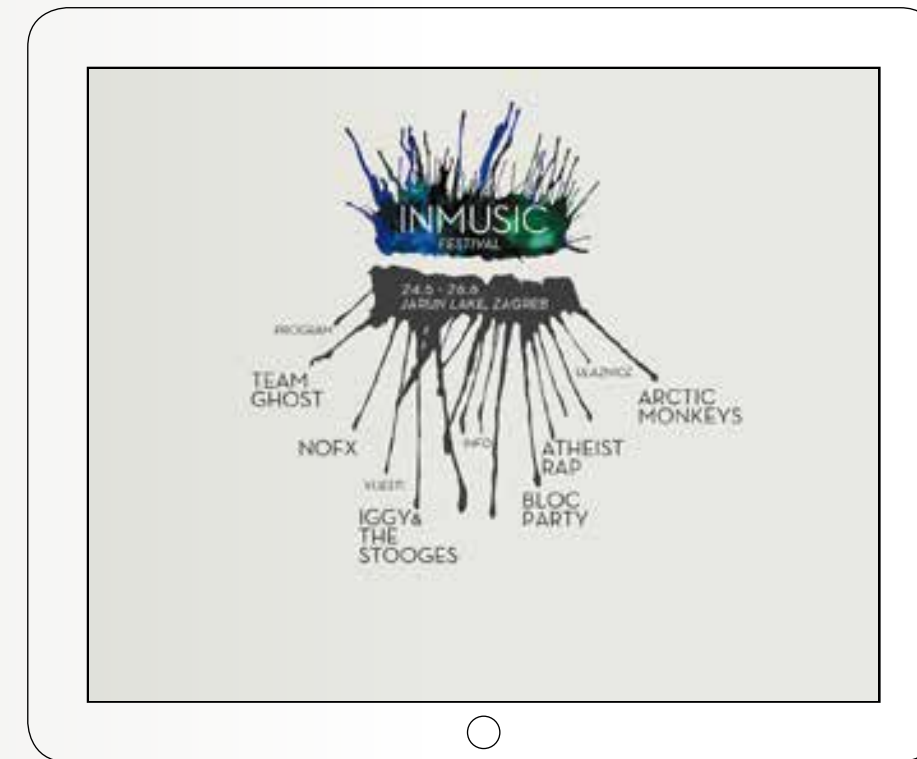 INMUSIC
FESTIVAL
24.6 - 26.6
JARUN LAKE, ZAGREB
PROGRAM
TEAM
GHOST
NOFX
VIJESTI
IGGY&
THE
STOOGES
INFO
ATHEIST
RAP
BLOC
PARTY
ARCTIC
MONKEYS